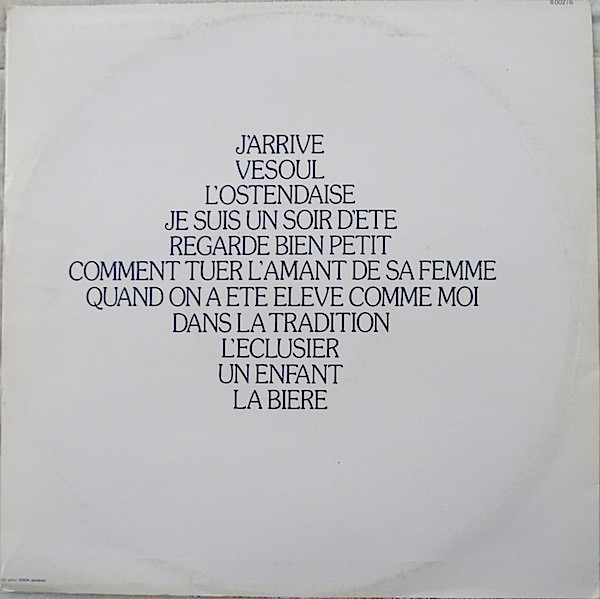 J'ARRIVE
VESOUL
L'OSTENDAISE
JE SUIS UN SOIR D'ETE
REGARDE BIEN PETIT
COMMENT TUER L'AMANT DE SA FEMME
QUAND ON A ETE ELEVE COMME MOI
DANS LA TRADITION
L'ECLUSIER
UN ENFANT
LA BIERE